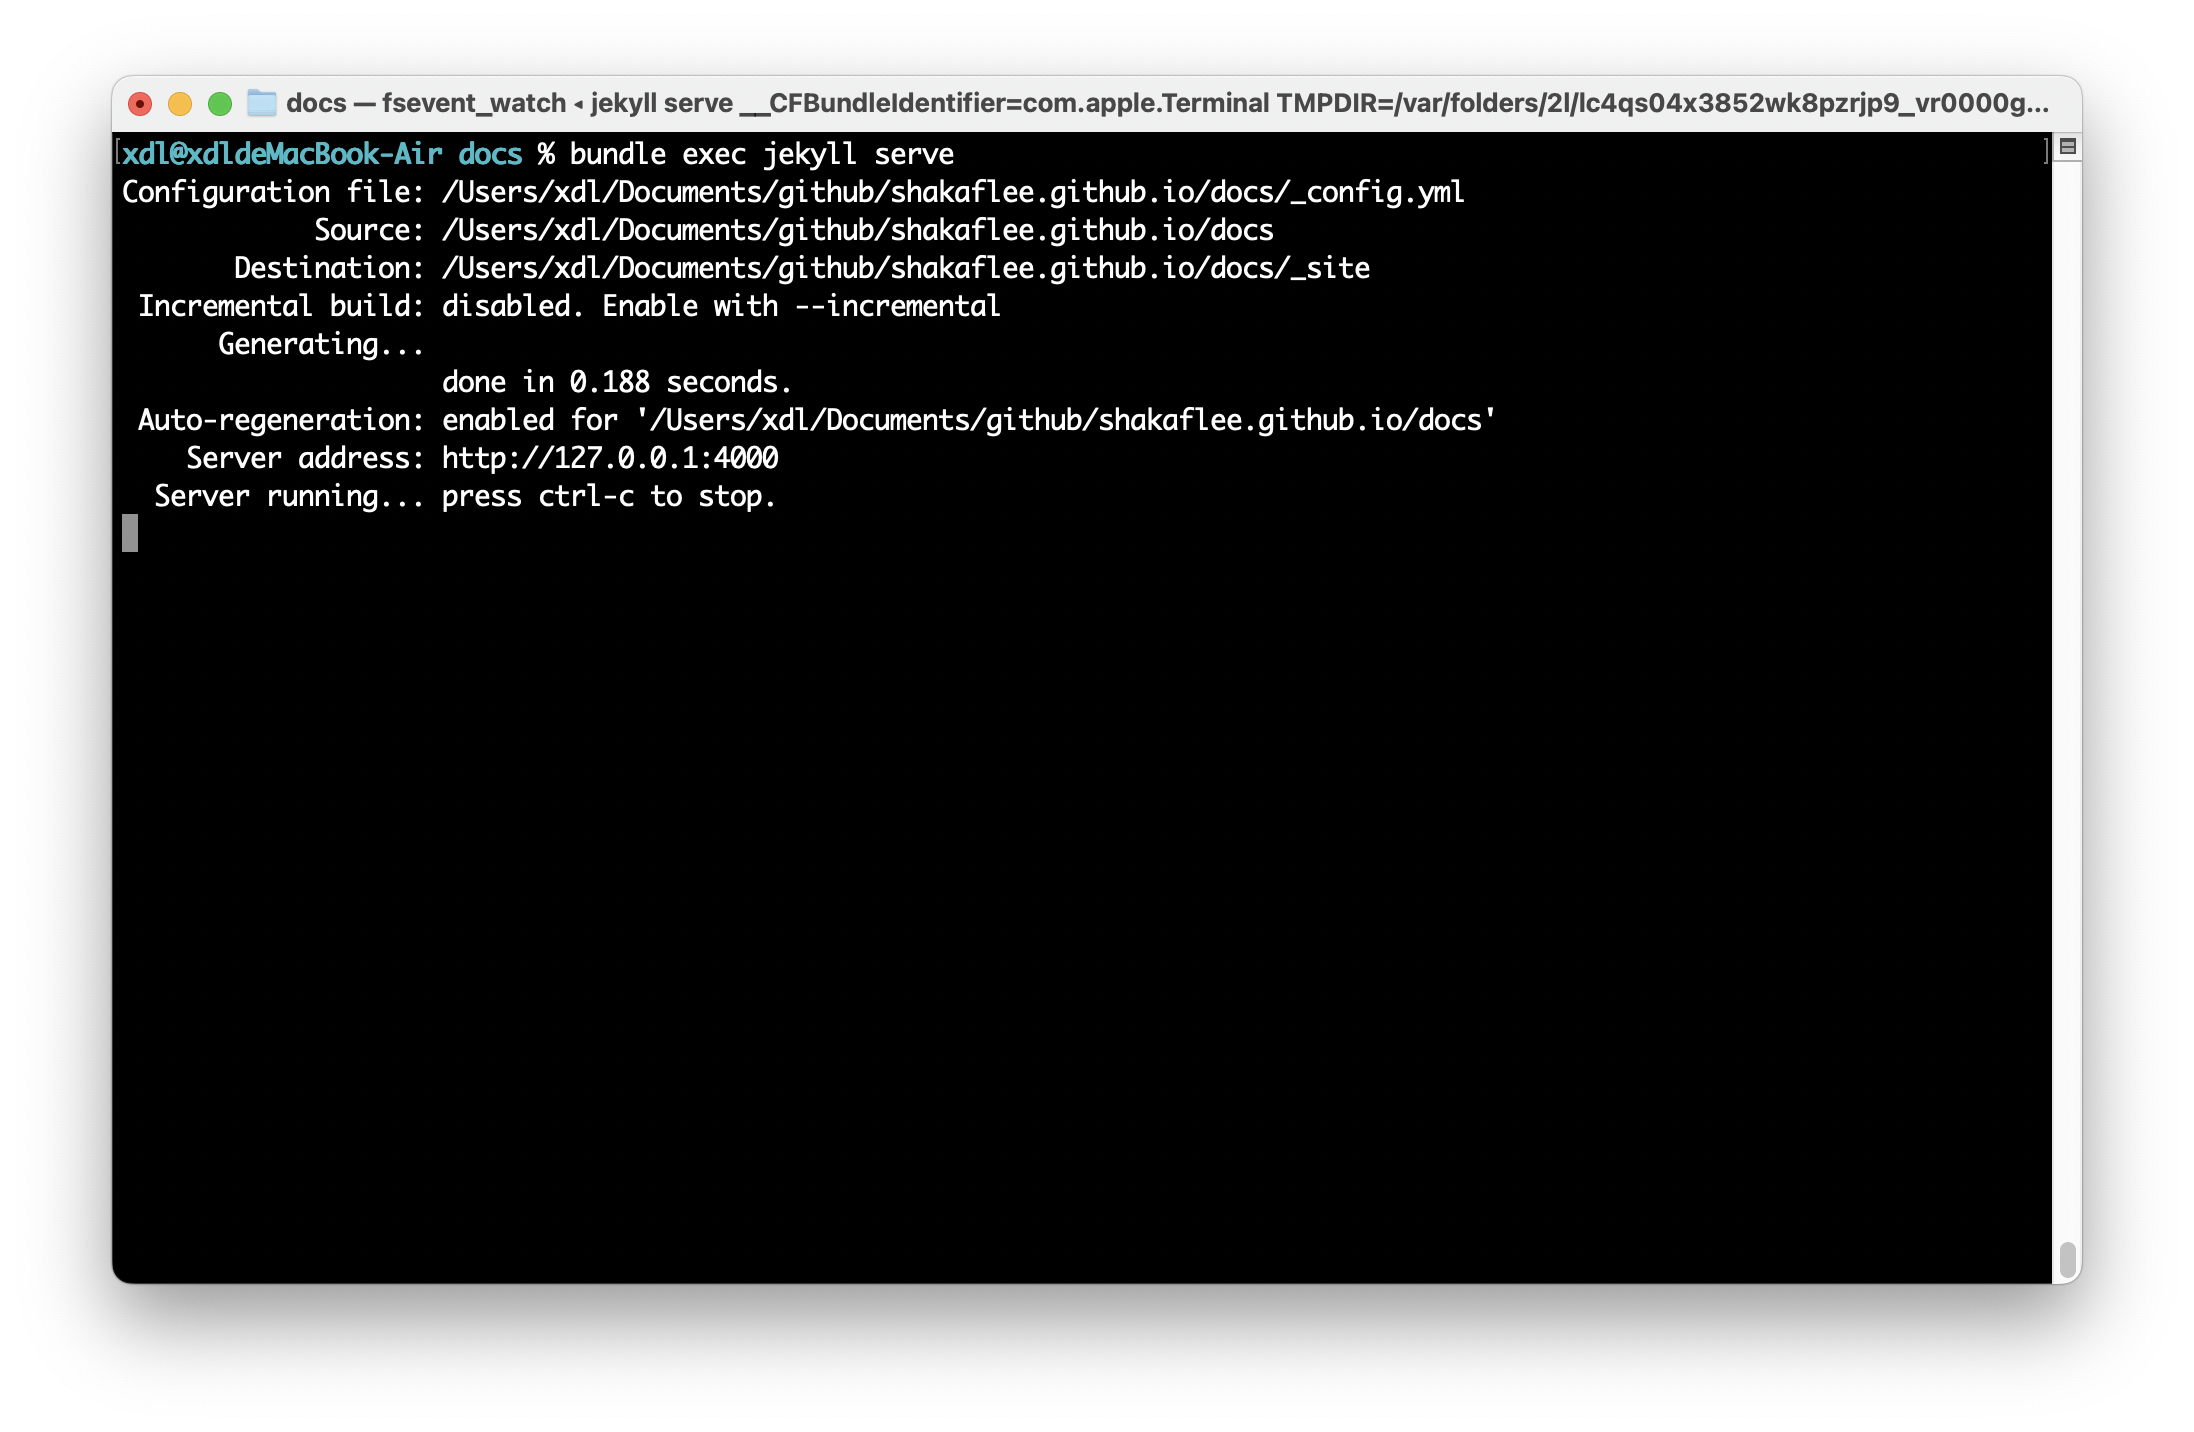 docs — fsevent_watch ◂ jekyll serve __CFBundleIdentifier=com.apple.Terminal TMPDIR=/var/folders/2l/lc4qs04x3852wk8pzrjp9_vr0000g...
xdl@xdldeMacBook-Air docs % bundle exec jekyll serve
Configuration file: /Users/xdl/Documents/github/shakaflee.github.io/docs/_config.yml
Source: /Users/xdl/Documents/github/shakaflee.github.io/docs
Destination: /Users/xdl/Documents/github/shakaflee.github.io/docs/_site
Incremental build: disabled. Enable with --incremental
Generating...
done in 0.188 seconds.
Auto-regeneration: enabled for '/Users/xdl/Documents/github/shakaflee.github.io/docs'
Server address: http://127.0.0.1:4000
Server running... press ctrl-c to stop.